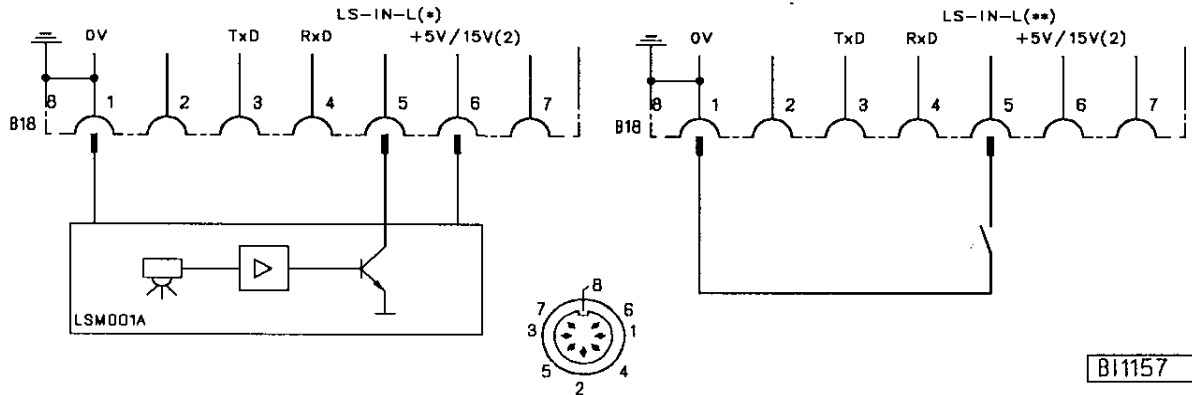 LS-IN-L(*)
0V TxD RxD +5V/15V(2)
8 1 2 3 4 5 6 7
B18
LSM001A
LS-IN-L(**)
0V TxD RxD +5V/15V(2)
8 1 2 3 4 5 6 7
B18
8
7 6
3 1
5 4
2
BI1157